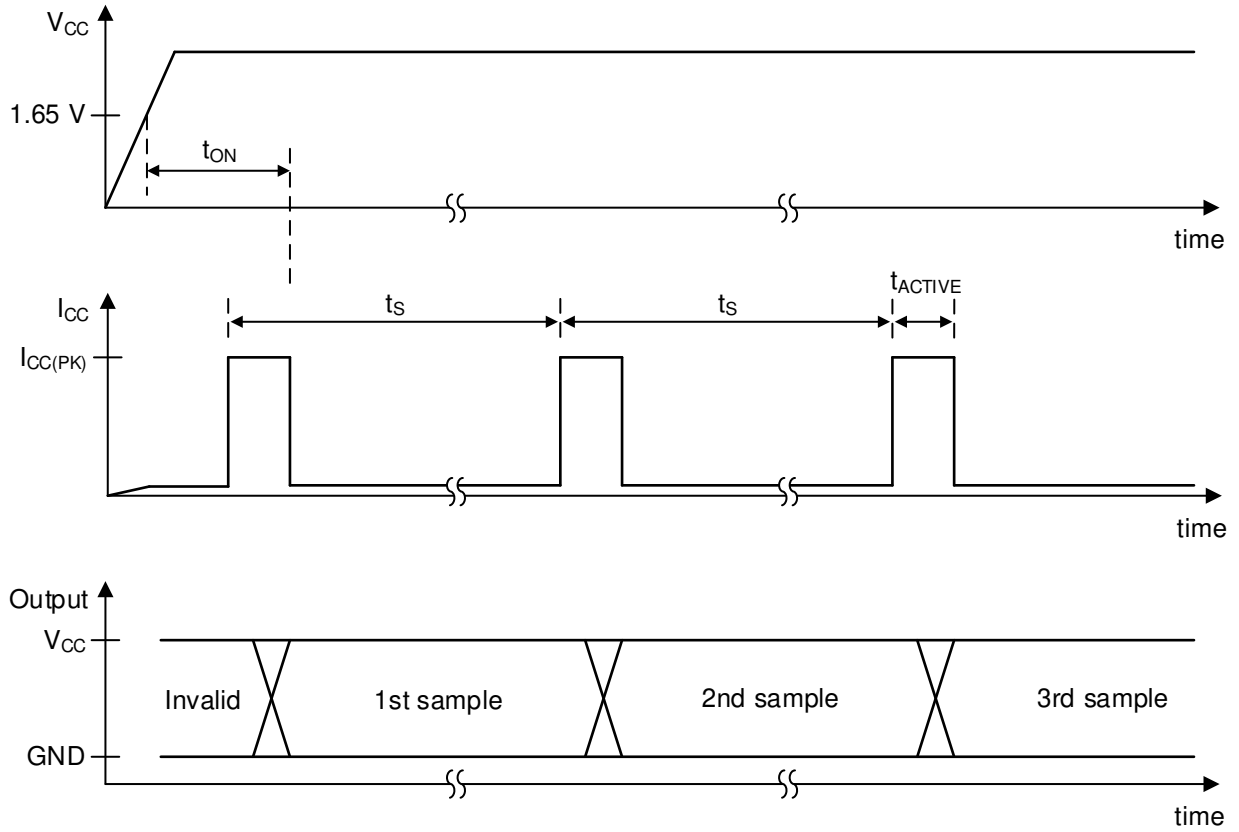 VCC
1.65 V
tON
time
ICC
ICC(PK)
tS
tS
tACTIVE
time
Output
VCC
Invalid
1st sample
2nd sample
3rd sample
GND
time